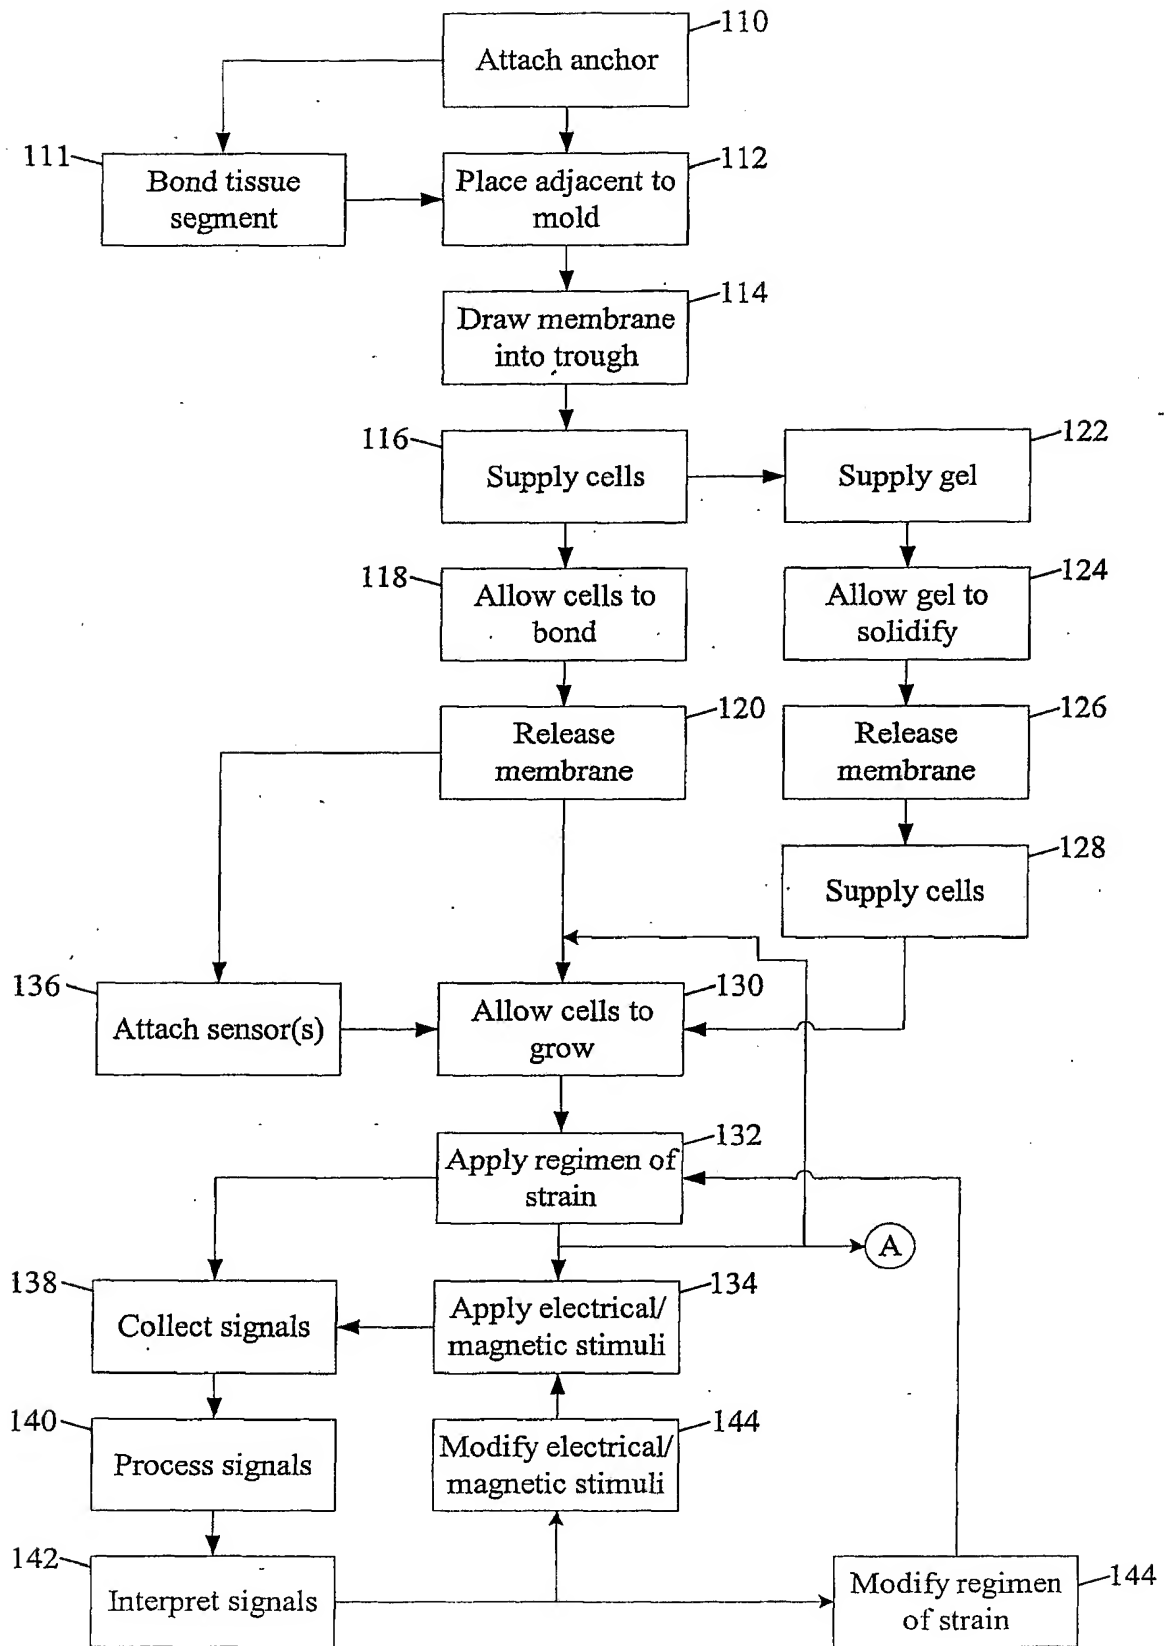 110
Attach anchor
111
Bond tissue
segment
112
Place adjacent to
mold
114
Draw membrane
into trough
116
Supply cells
122
Supply gel
118
Allow cells to
bond
124
Allow gel to
solidify
120
Release
membrane
126
Release
membrane
128
Supply cells
136
Attach sensor(s)
130
Allow cells to
grow
132
Apply regimen of
strain
A
138
Collect signals
134
Apply electrical/
magnetic stimuli
140
Process signals
144
Modify electrical/
magnetic stimuli
142
Interpret signals
144
Modify regimen
of strain